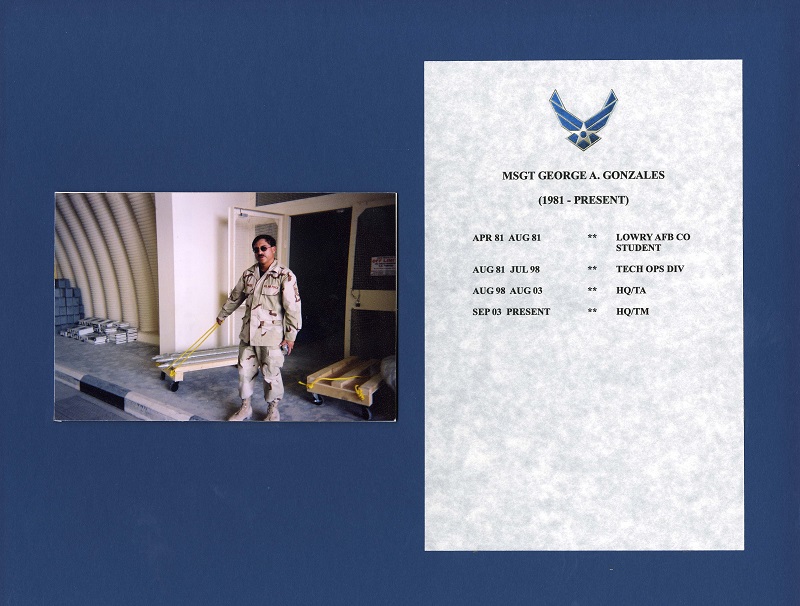 MSGT GEORGE A. GONZALES
(1981 - PRESENT)
APR 81 AUG 81 ** LOWRY AFB CO
STUDENT
AUG 81 JUL 98 ** TECH OPS DIV
AUG 98 AUG 03 ** HQ/TA
SEP 03 PRESENT ** HQ/TM